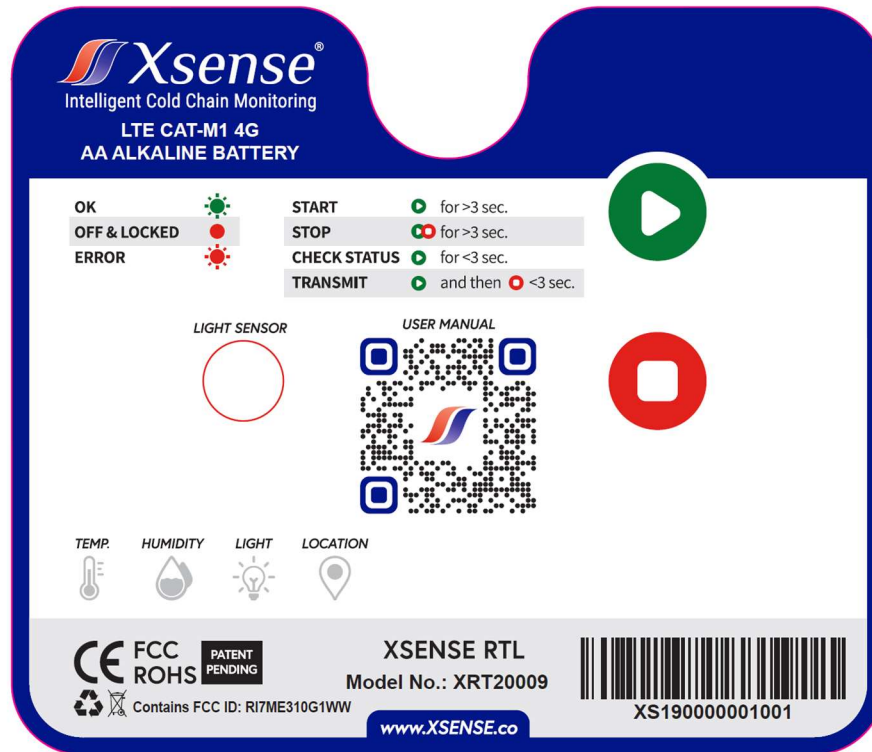 Xsense®
Intelligent Cold Chain Monitoring
LTE CAT-M1 4G
AA ALKALINE BATTERY
OK
OFF & LOCKED
ERROR
START for >3 sec.
STOP for >3 sec.
CHECK STATUS for <3 sec.
TRANSMIT and then <3 sec.
LIGHT SENSOR
USER MANUAL
TEMP. HUMIDITY LIGHT LOCATION
CE FCC ROHS
PATENT PENDING
Contains FCC ID: RI7ME310G1WW
XSENSE RTL
Model No.: XRT20009
XS190000001001
www.XSENSE.co